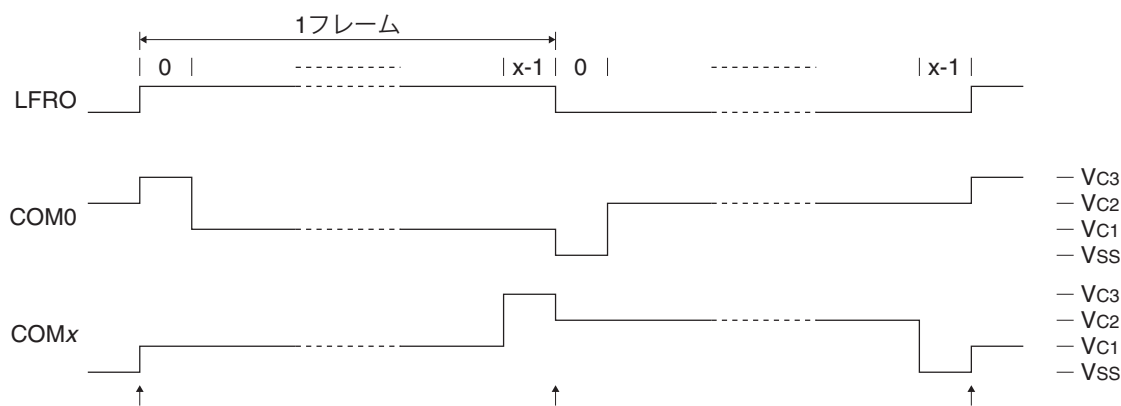 1フレーム
0 x-1 0 x-1
LFRO
COM0
VC3
VC2
VC1
VSS
COMx
VC3
VC2
VC1
VSS